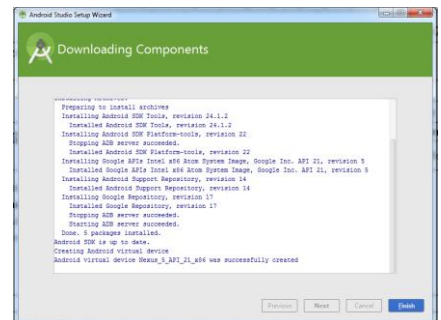 Android Studio Setup Wizard
Downloading Components
Preparing to install archives
Installing Android SDK Tools, revision 24.1.2
Installed Android SDK Tools, revision 24.1.2
Installing Android SDK Platform-tools, revision 22
Stopping ADB server succeeded.
Installed Android SDK Platform-tools, revision 22
Installing Google APIs Intel x86 Atom System Image, Google Inc. API 21, revision 5
Installed Google APIs Intel x86 Atom System Image, Google Inc. API 21, revision 5
Installing Android Support Repository, revision 14
Installed Android Support Repository, revision 14
Installing Google Repository, revision 17
Installed Google Repository, revision 17
Stopping ADB server succeeded.
Starting ADB server succeeded.
Done. 5 packages installed.
Android SDK is up to date.
Creating Android virtual device
Android virtual device Nexus_5_API_21_x86 was successfully created
Previous Next Cancel Finish